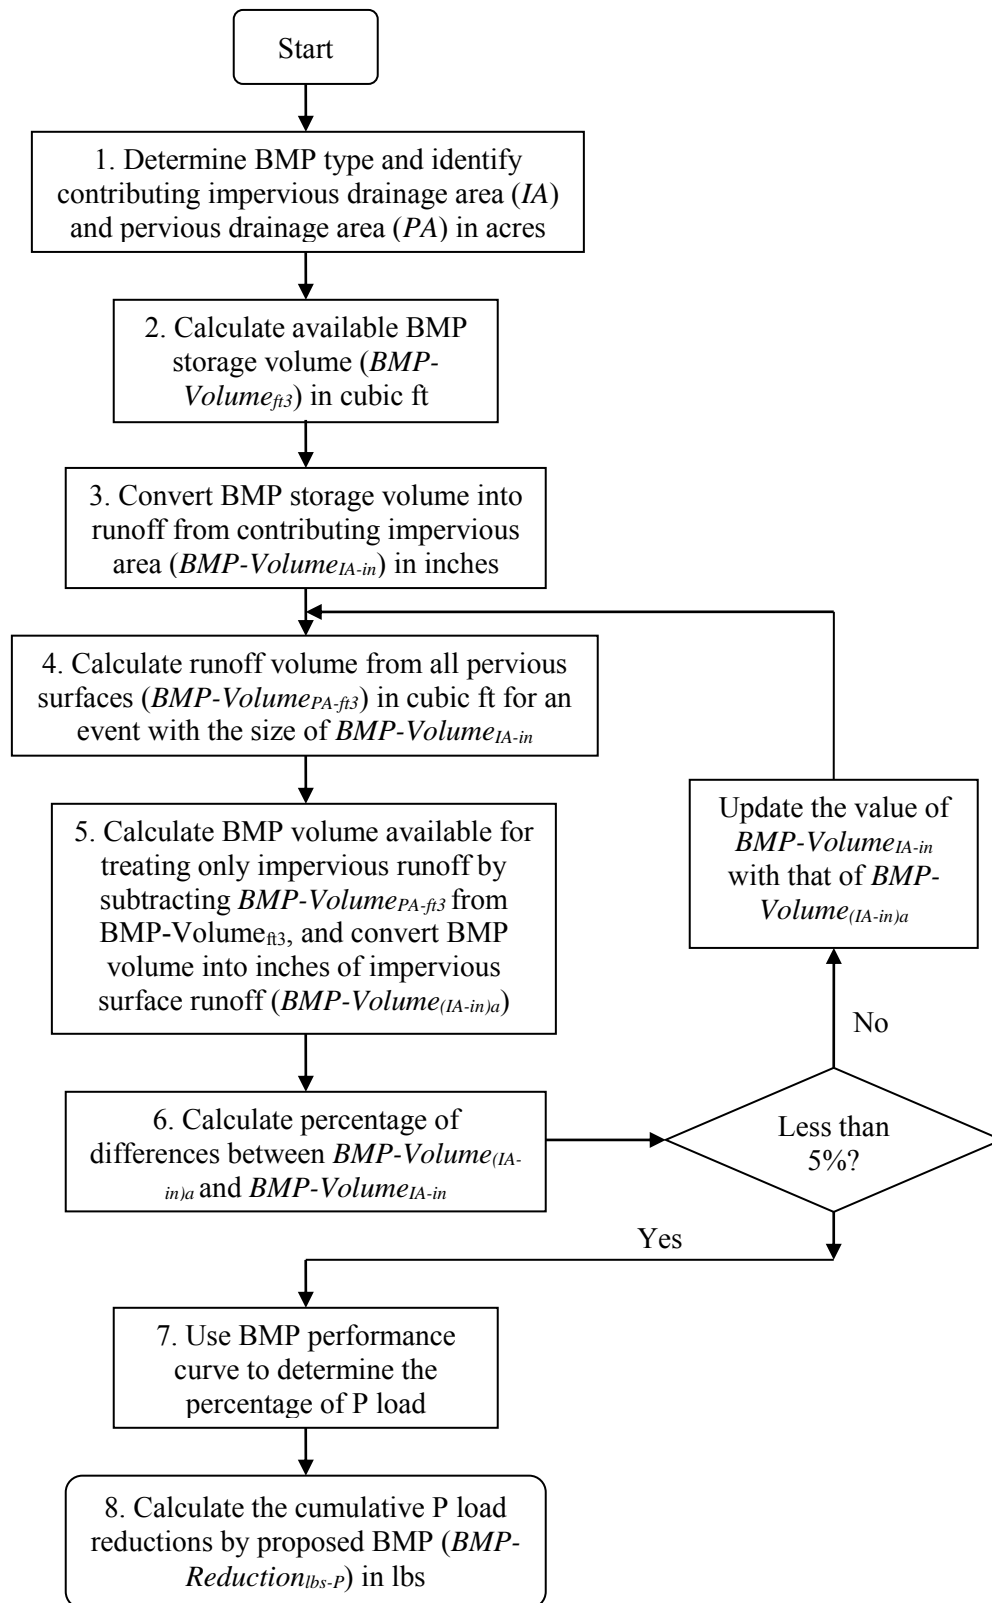 Start
1. Determine BMP type and identify
contributing impervious drainage area (IA)
and pervious drainage area (PA) in acres
2. Calculate available BMP
storage volume (BMP-
Volumeft3) in cubic ft
3. Convert BMP storage volume into
runoff from contributing impervious
area (BMP-VolumeIA-in) in inches
4. Calculate runoff volume from all pervious
surfaces (BMP-VolumePA-ft3) in cubic ft for an
event with the size of BMP-VolumeIA-in
5. Calculate BMP volume available for
treating only impervious runoff by
subtracting BMP-VolumePA-ft3 from
BMP-Volumeft3, and convert BMP
volume into inches of impervious
surface runoff (BMP-Volume(IA-in)a)
Update the value of
BMP-VolumeIA-in
with that of BMP-
Volume(IA-in)a
No
6. Calculate percentage of
differences between BMP-Volume(IA-
in)a and BMP-VolumeIA-in
Less than
5%?
Yes
7. Use BMP performance
curve to determine the
percentage of P load
8. Calculate the cumulative P load
reductions by proposed BMP (BMP-
Reductionlbs-P) in lbs